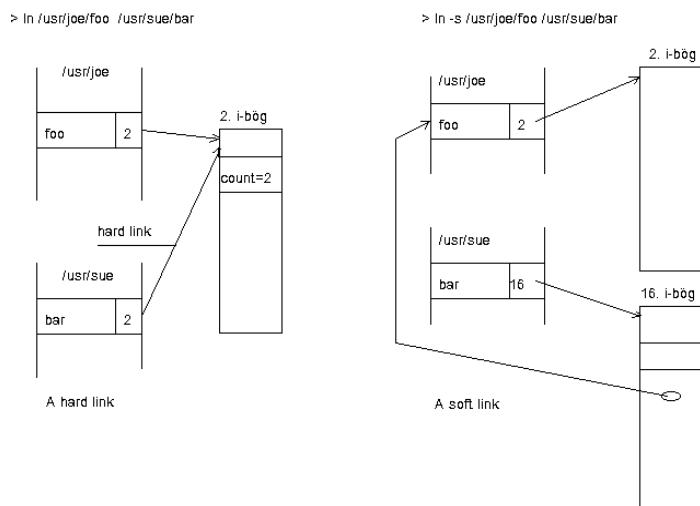 > ln /usr/joe/foo /usr/sue/bar
/usr/joe
foo 2
2. i-bög
count=2
hard link
/usr/sue
bar 2
A hard link
> ln -s /usr/joe/foo /usr/sue/bar
2. i-bög
/usr/joe
foo 2
/usr/sue
bar 16
16. i-bög
A soft link